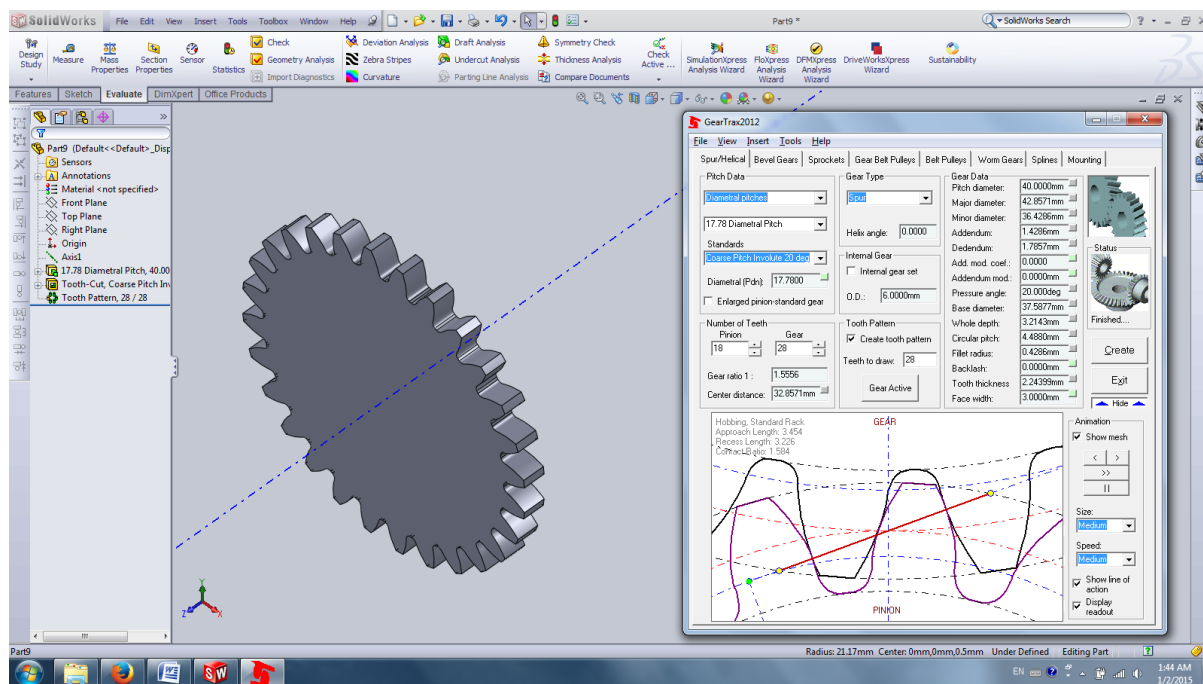 SolidWorks File Edit View Insert Tools Toolbox Window Help Part9 * SolidWorks Search
Design Study
Measure
Mass Properties
Section Properties
Sensor
Statistics
Check
Geometry Analysis
Import Diagnostics
Deviation Analysis
Zebra Stripes
Curvature
Draft Analysis
Undercut Analysis
Parting Line Analysis
Symmetry Check
Thickness Analysis
Compare Documents
Check Active ...
SimulationXpress Analysis Wizard
FloXpress Analysis Wizard
DFMXpress Analysis Wizard
DriveWorksXpress Wizard
Sustainability
Features Sketch Evaluate DimXpert Office Products
Part9 (Default<<Default>_Disp
Sensors
Annotations
Material <not specified>
Front Plane
Top Plane
Right Plane
Origin
Axis1
17.78 Diametral Pitch, 40.00
Tooth-Cut, Coarse Pitch Inv
Tooth Pattern, 28 / 28
Y
Z
X
GearTrax2012
File View Insert Tools Help
Spur/Helical Bevel Gears Sprockets Gear Belt Pulleys Belt Pulleys Worm Gears Splines Mounting
Pitch Data
Diametral pitches
17.78 Diametral Pitch
Standards
Coarse Pitch Involute 20 deg
Diametral (Pdn): 17.7800
Enlarged pinion-standard gear
Number of Teeth
Pinion Gear
18 28
Gear ratio 1 : 1.5556
Center distance: 32.8571mm
Gear Type
Spur
Helix angle: 0.0000
Internal Gear
Internal gear set
O.D.: 6.0000mm
Tooth Pattern
Create tooth pattern
Teeth to draw: 28
Gear Active
Gear Data
Pitch diameter: 40.0000mm
Major diameter: 42.8571mm
Minor diameter: 36.4286mm
Addendum: 1.4286mm
Dedendum: 1.7857mm
Add. mod. coef.: 0.0000
Addendum mod.: 0.0000mm
Pressure angle: 20.000deg
Base diameter: 37.5877mm
Whole depth: 3.2143mm
Circular pitch: 4.4880mm
Fillet radius: 0.4286mm
Backlash: 0.0000mm
Tooth thickness 2.24399mm
Face width: 3.0000mm
Status
Finished....
Create
Exit
Hide
Hobbing, Standard Rack
Approach Length: 3.454
Recess Length: 3.226
Contact Ratio: 1.584
GEAR
PINION
Animation
Show mesh
< >
>>
II
Size:
Medium
Speed:
Medium
Show line of action
Display readout
Part9 Radius: 21.17mm Center: 0mm,0mm,0.5mm Under Defined Editing Part
EN 1:44 AM
1/2/2015